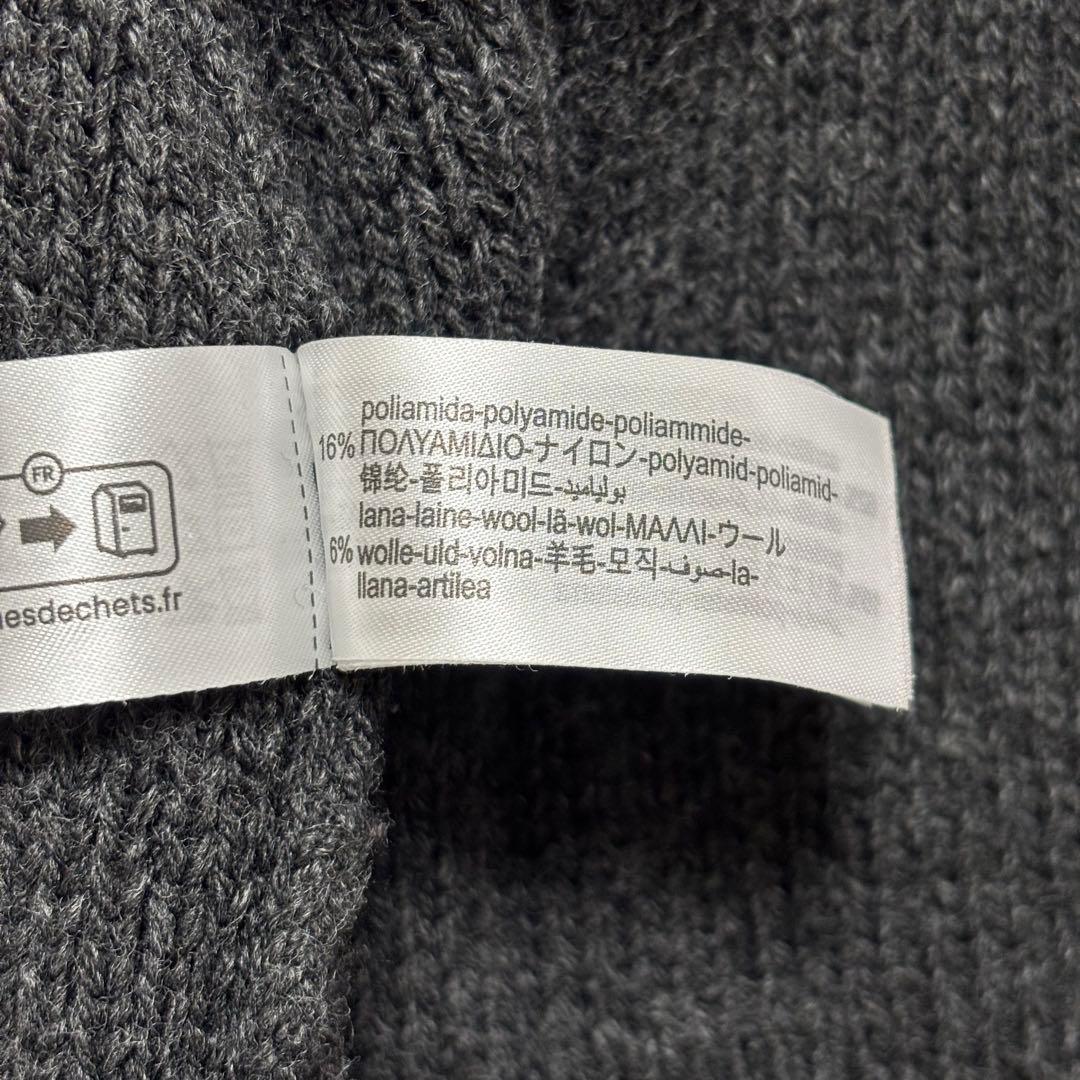 FR
esdechets.fr
poliamida-polyamide-poliammide-
16% ΠΟΛΥΑΜΙΔΙΟ-ナイロン-polyamid-poliamid-
锦纶-폴리아미드-بولياميد
lana-laine-wool-lã-wol-ΜΑΛΛΙ-ウール
6% wolle-uld-volna-羊毛-모직-صوف-la-
llana-artilea